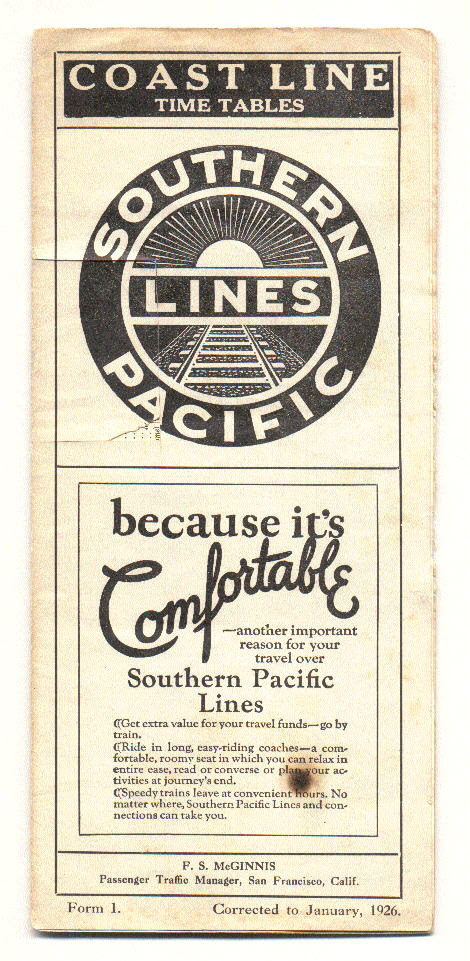 COAST LINE
TIME TABLES
SOUTHERN
LINES
PACIFIC
because it's
Comfortable
—another important
reason for your
travel over
Southern Pacific
Lines
⁋Get extra value for your travel funds—go by
train.
⁋Ride in long, easy-riding coaches—a com-
fortable, roomy seat in which you can relax in
entire ease, read or converse or plan your ac-
tivities at journey's end.
⁋Speedy trains leave at convenient hours. No
matter where, Southern Pacific Lines and con-
nections can take you.
F. S. McGINNIS
Passenger Traffic Manager, San Francisco, Calif.
Form 1.
Corrected to January, 1926.